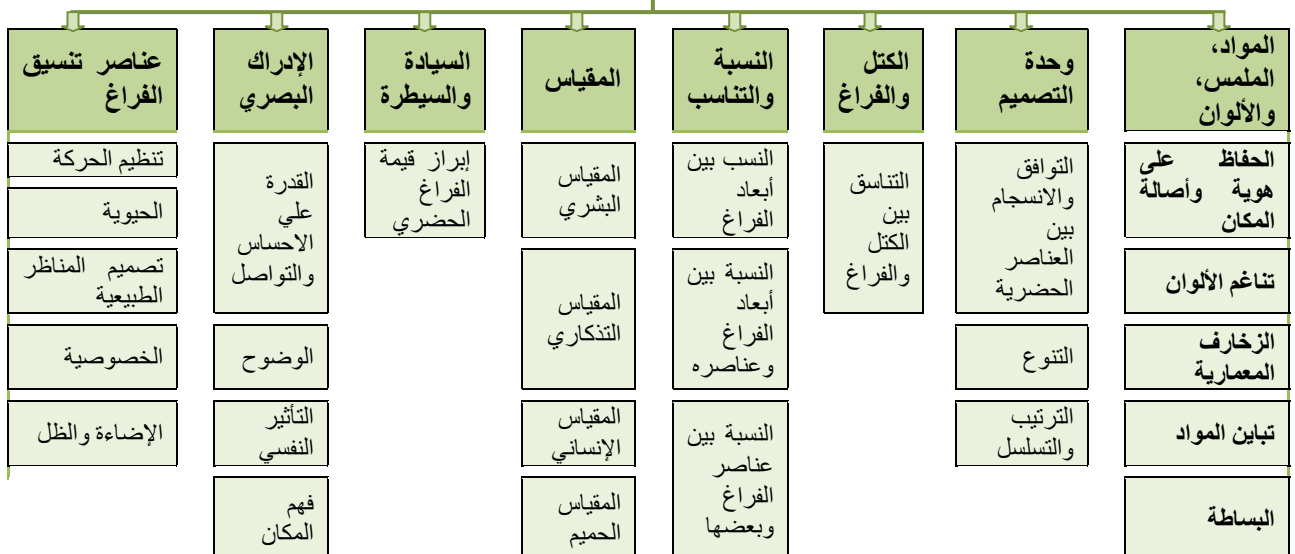 المواد،
الملمس،
والألوان
الحفاظ على
هوية وأصالة
المكان
تناغم الألوان
الزخارف
المعمارية
تباين المواد
البساطة
وحدة
التصميم
التوافق
والانسجام
بين
العناصر
الحضرية
التنوع
الترتيب
والتسلسل
الكتل
والفراغ
التناسق
بين
الكتل
والفراغ
النسبة
والتناسب
النسب بين
أبعاد
الفراغ
النسبة بين
أبعاد
الفراغ
وعناصره
النسبة بين
عناصر
الفراغ
وبعضها
المقياس
المقياس
البشري
المقياس
التذكاري
المقياس
الإنساني
المقياس
الحميم
السيادة
والسيطرة
إبراز قيمة
الفراغ
الحضري
الإدراك
البصري
القدرة
علي
الاحساس
والتواصل
الوضوح
التأثير
النفسي
فهم
المكان
عناصر تنسيق
الفراغ
تنظيم الحركة
الحيوية
تصميم المناظر
الطبيعية
الخصوصية
الإضاءة والظل